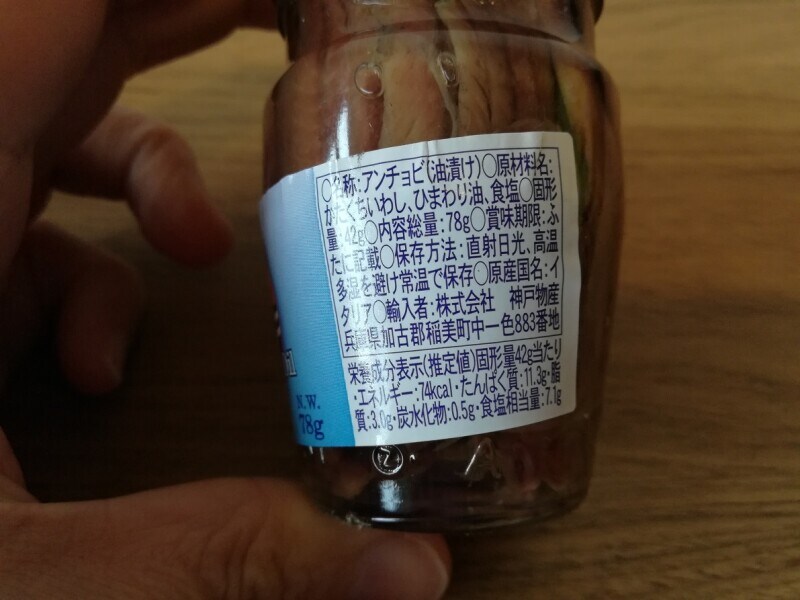 ○名称:アンチョビ(油漬け)○原材料名:
かたくちいわし、ひまわり油、食塩○固形
量:42g○内容総量:78g○賞味期限:ふ
たに記載○保存方法:直射日光、高温
多湿を避け常温で保存○原産国名:イ
タリア○輸入者:株式会社 神戸物産
兵庫県加古郡稲美町中一色883番地
栄養成分表示(推定値)固形量42g当たり
・エネルギー:74kcal・たんぱく質:11.3g・脂
質:3.0g・炭水化物:0.5g・食塩相当量:7.1g
N.W.
78g